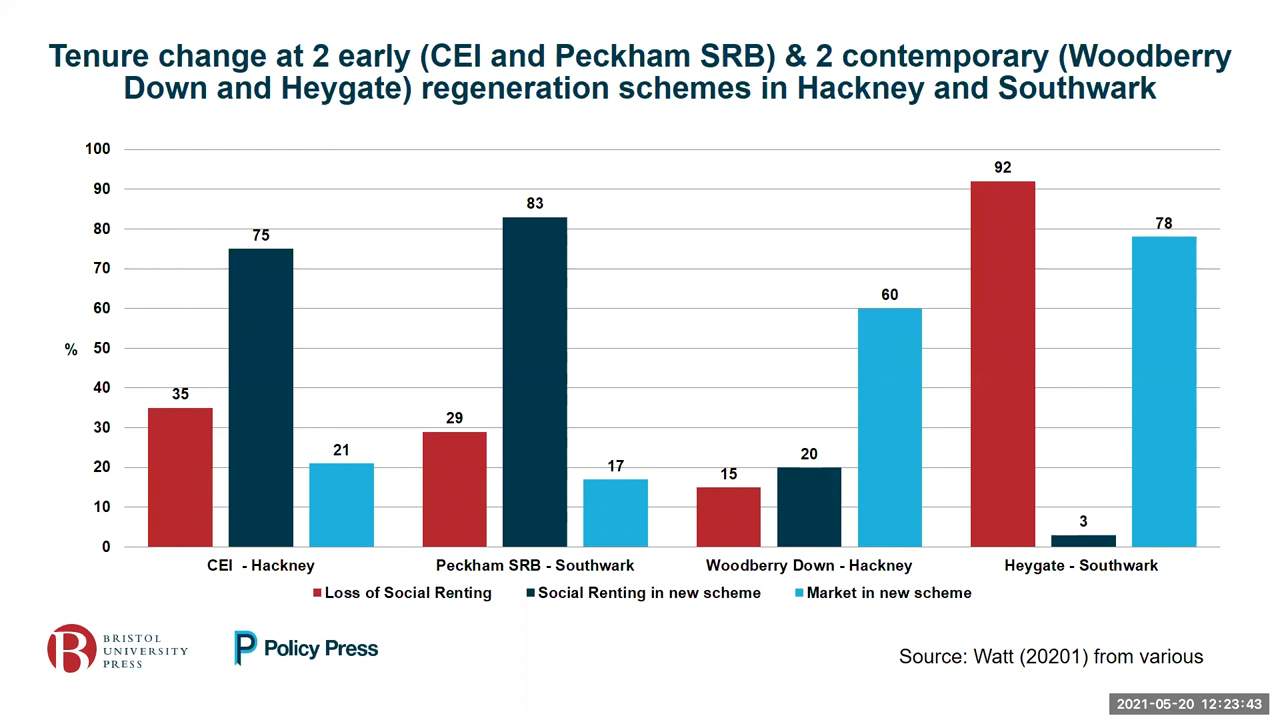 Tenure change at 2 early (CEI and Peckham SRB) & 2 contemporary (Woodberry
Down and Heygate) regeneration schemes in Hackney and Southwark
100
90
80
70
60
50
40
30
20
10
0
%
35
75
21
29
83
17
15
20
60
92
3
78
CEI - Hackney
Peckham SRB - Southwark
Woodberry Down - Hackney
Heygate - Southwark
Loss of Social Renting
Social Renting in new scheme
Market in new scheme
B
BRISTOL
UNIVERSITY
PRESS
P
Policy Press
Source: Watt (20201) from various
2021-05-20 12:23:43